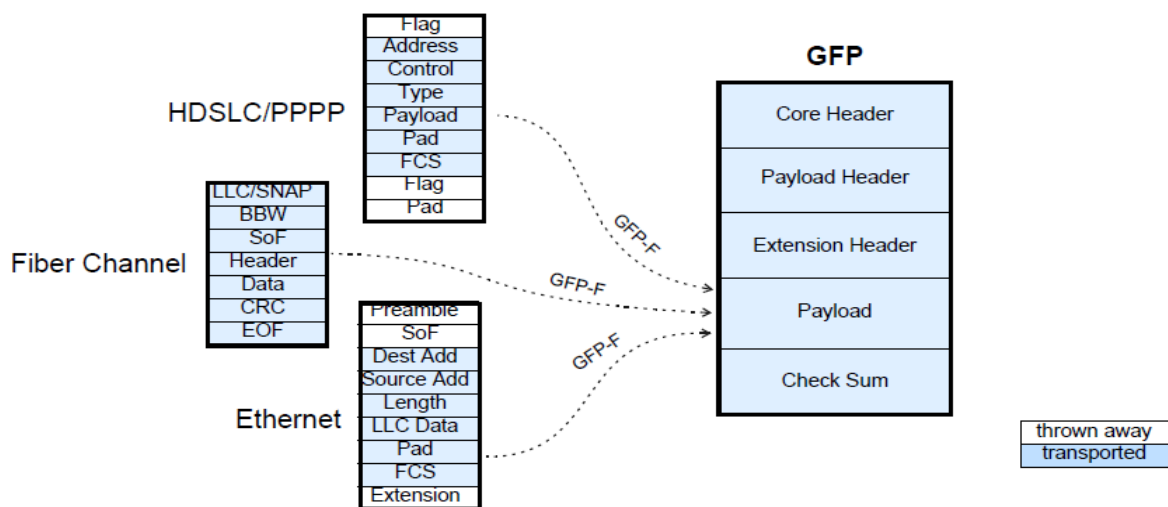 Flag
Address
Control
Type
Payload
Pad
FCS
Flag
Pad
HDSLC/PPPP
LLC/SNAP
BBW
SoF
Header
Data
CRC
EOF
Fiber Channel
Preamble
SoF
Dest Add
Source Add
Length
LLC Data
Pad
FCS
Extension
Ethernet
GFP-F
GFP-F
GFP-F
GFP
Core Header
Payload Header
Extension Header
Payload
Check Sum
thrown away
transported